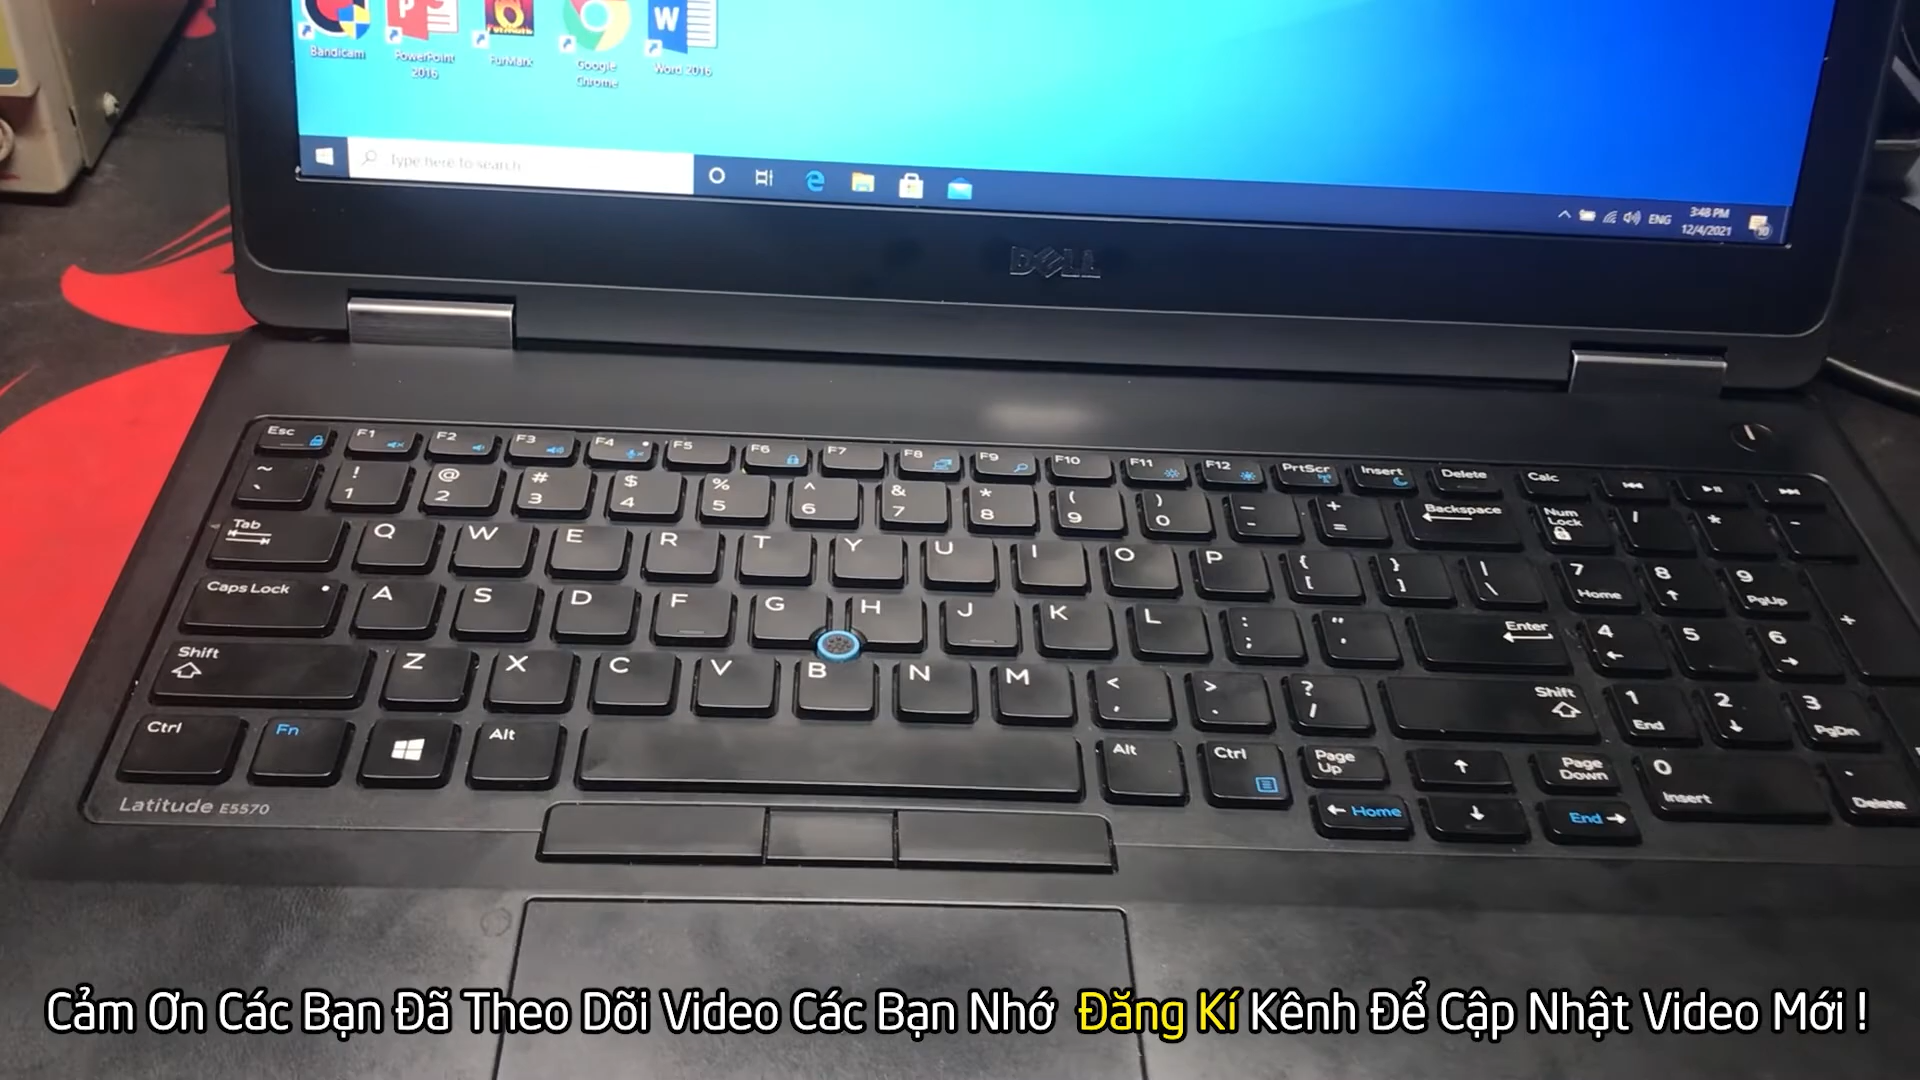 Bandicam
PowerPoint
2016
FurMark
Google
Chrome
Word 2016
Type here to search
ENG
3:48 PM
12/4/2021
10
DELL
Esc F1 F2 F3 F4 F5 F6 F7 F8 F9 F10 F11 F12 PrtScr Insert Delete Calc
~ ! @ # $ % ^ & * ( ) _ +
` 1 2 3 4 5 6 7 8 9 0 - = Backspace Num Lock / * -
Tab Q W E R T Y U I O P { [ } ] | \ 7 Home 8 9 PgUp
Caps Lock A S D F G H J K L : ; " ' Enter 4 5 6 +
Shift Z X C V B N M < , > . ? / Shift 1 End 2 3 PgDn
Ctrl Fn Alt Alt Ctrl Page Up Page Down 0 Insert . Delete
Home End
Latitude E5570
Cảm Ơn Các Bạn Đã Theo Dõi Video Các Bạn Nhớ Đăng Kí Kênh Để Cập Nhật Video Mới !